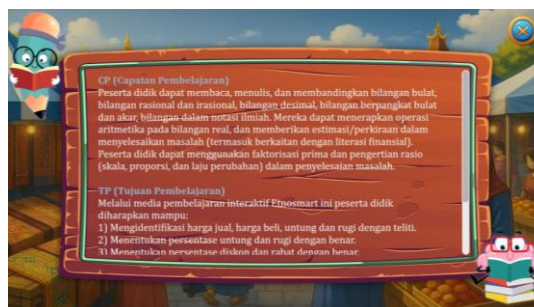 CP (Capatan Pembelajaran)
Peserta didik dapat membaca, menulis, dan membandingkan bilangan bulat,
bilangan rasional dan irasional, bilangan desimal, bilangan berpangkat bulat
dan akar, bilangan dalam notasi ilmiah. Mereka dapat menerapkan operasi
aritmetika pada bilangan real, dan memberikan estimasi/perkiraan dalam
menyelesaikan masalah (termasuk berkaitan dengan literasi finansial).
Peserta didik dapat menggunakan faktorisasi prima dan pengertian rasio
(skala, proporsi, dan laju perubahan) dalam penyelesaian masalah.
TP (Tujuan Pembelajaran)
Melalui media pembelajaran interaktif Etnosmart ini peserta didik
diharapkan mampu:
1) Mengidentifikasi harga jual, harga beli, untung dan rugi dengan teliti.
2) Menentukan persentase untung dan rugi dengan benar.
3) Menentukan persentase diskon dan rabat dengan benar.